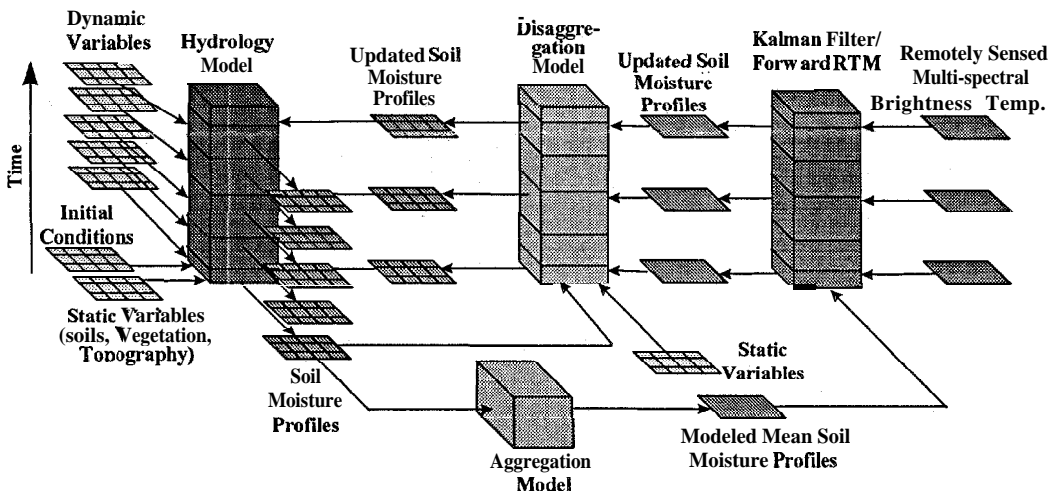 Dynamic
Variables
Hydrology
Model
Updated Soil
Moisture
Profiles
Disaggre-
gation
Model
Updated Soil
Moisture
Profiles
Kalman Filter/
Forward RTM
Remotely Sensed
Multi-spectral
Brightness Temp.
Time
Initial
Conditions
Static Variables
(soils, Vegetation,
Topography)
Soil
Moisture
Profiles
Aggregation
Model
Static
Variables
Modeled Mean Soil
Moisture Profiles